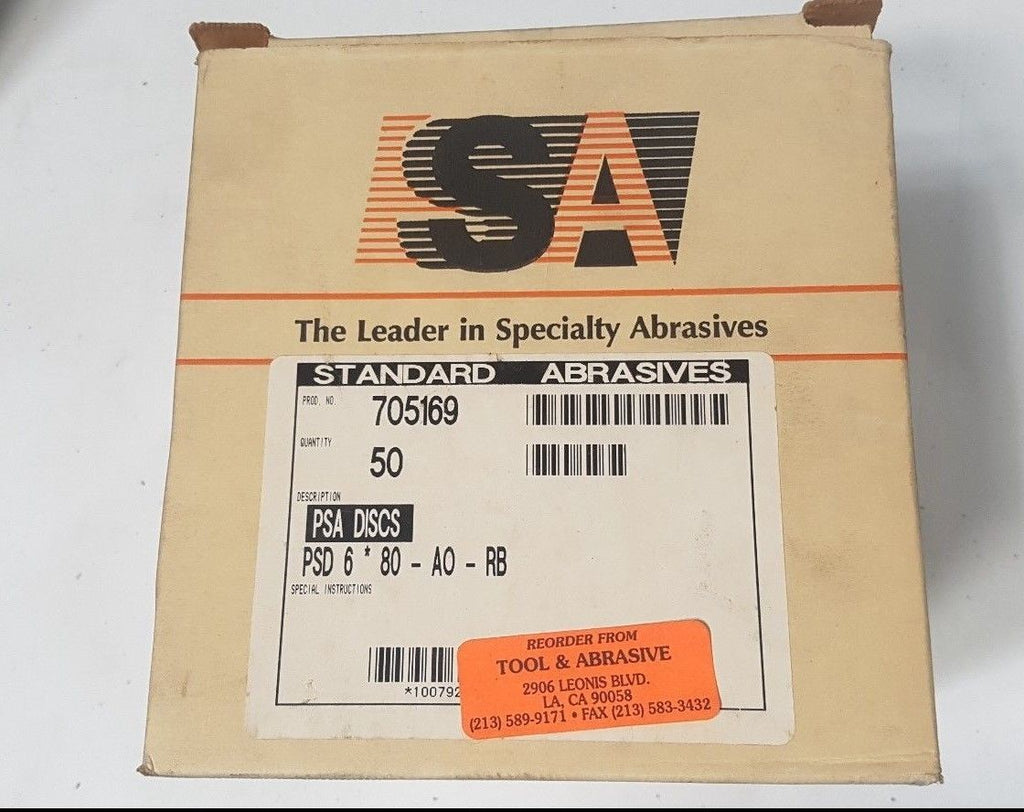 SA
The Leader in Specialty Abrasives
STANDARD ABRASIVES
PROD. NO. 705169
QUANTITY
50
DESCRIPTION
PSA DISCS
PSD 6 * 80 - AO - RB
SPECIAL INSTRUCTIONS
*100792
REORDER FROM
TOOL & ABRASIVE
2906 LEONIS BLVD.
LA, CA 90058
(213) 589-9171 • FAX (213) 583-3432